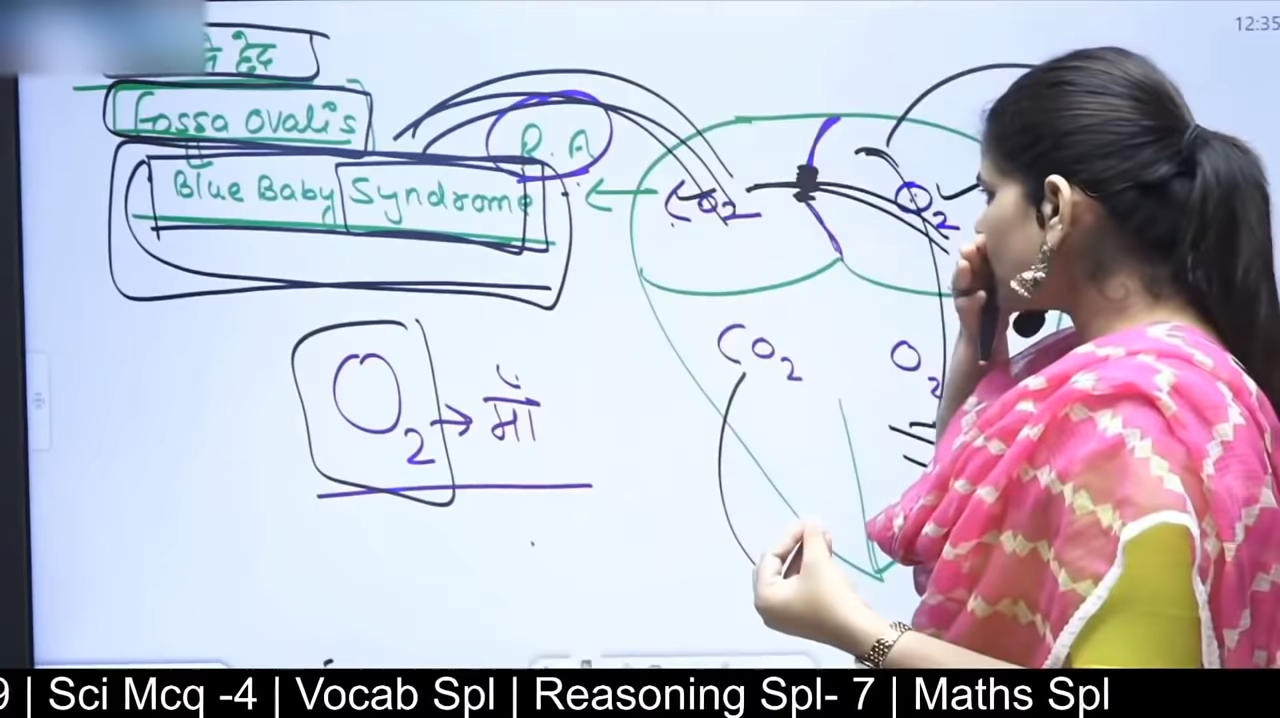 12:35
छेद
Fossa ovalis
R.A
Blue Baby Syndrome
CO2
O2
CO2
O2
O2 → माँ
9 | Sci Mcq -4 | Vocab Spl | Reasoning Spl- 7 | Maths Spl